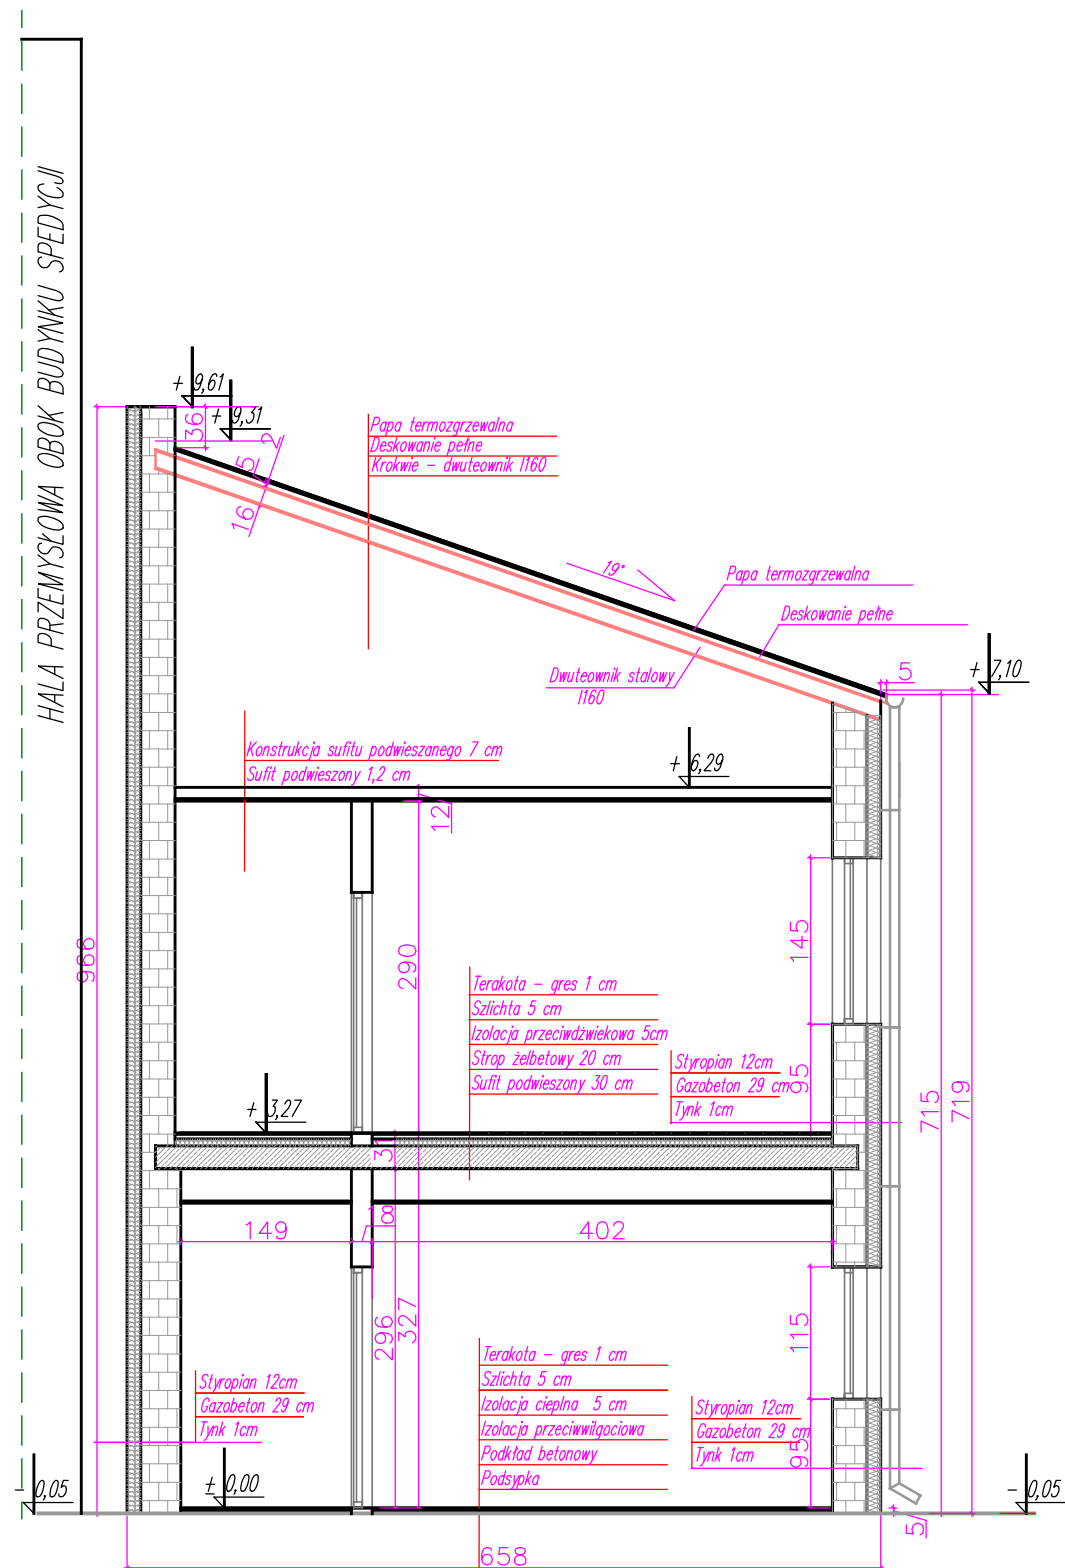 HALA PRZEMYSŁOWA OBOK BUDYNKU SPEDYCJI
+ 9,61
+ 9,31
36
2
5
16
Papa termozgrzewalna
Deskowanie pełne
Krokwie – dwuteownik I160
19°
Papa termozgrzewalna
Deskowanie pełne
Dwuteownik stalowy
I160
5
+ 7,10
Konstrukcja sufitu podwieszanego 7 cm
Sufit podwieszony 1,2 cm
+ 6,29
12
966
290
145
Terakota – gres 1 cm
Szlichta 5 cm
Izolacja przeciwdźwiekowa 5cm
Strop żelbetowy 20 cm
Sufit podwieszony 30 cm
Styropian 12cm
Gazobeton 29 cm
Tynk 1cm
95
715
719
+ 3,27
31
149
8
402
296
327
115
Terakota – gres 1 cm
Szlichta 5 cm
Izolacja cieplna 5 cm
Izolacja przeciwwilgociowa
Podkład betonowy
Podsypka
Styropian 12cm
Gazobeton 29 cm
Tynk 1cm
Styropian 12cm
Gazobeton 29 cm
Tynk 1cm
95
- 0,05
± 0,00
- 0,05
5
658